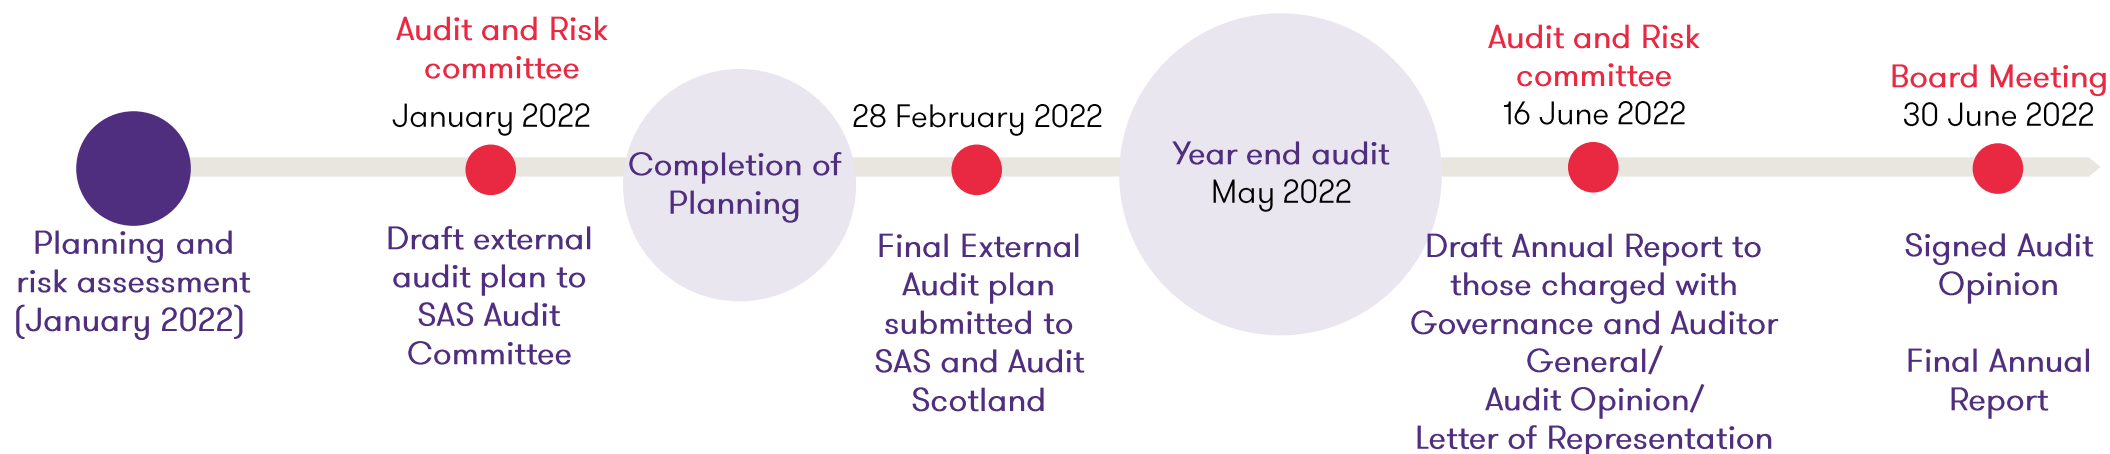 Planning and
risk assessment
(January 2022)
Audit and Risk
committee
January 2022
Draft external
audit plan to
SAS Audit
Committee
Completion of
Planning
28 February 2022
Final External
Audit plan
submitted to
SAS and Audit
Scotland
Year end audit
May 2022
Audit and Risk
committee
16 June 2022
Draft Annual Report to
those charged with
Governance and Auditor
General/
Audit Opinion/
Letter of Representation
Board Meeting
30 June 2022
Signed Audit
Opinion
Final Annual
Report